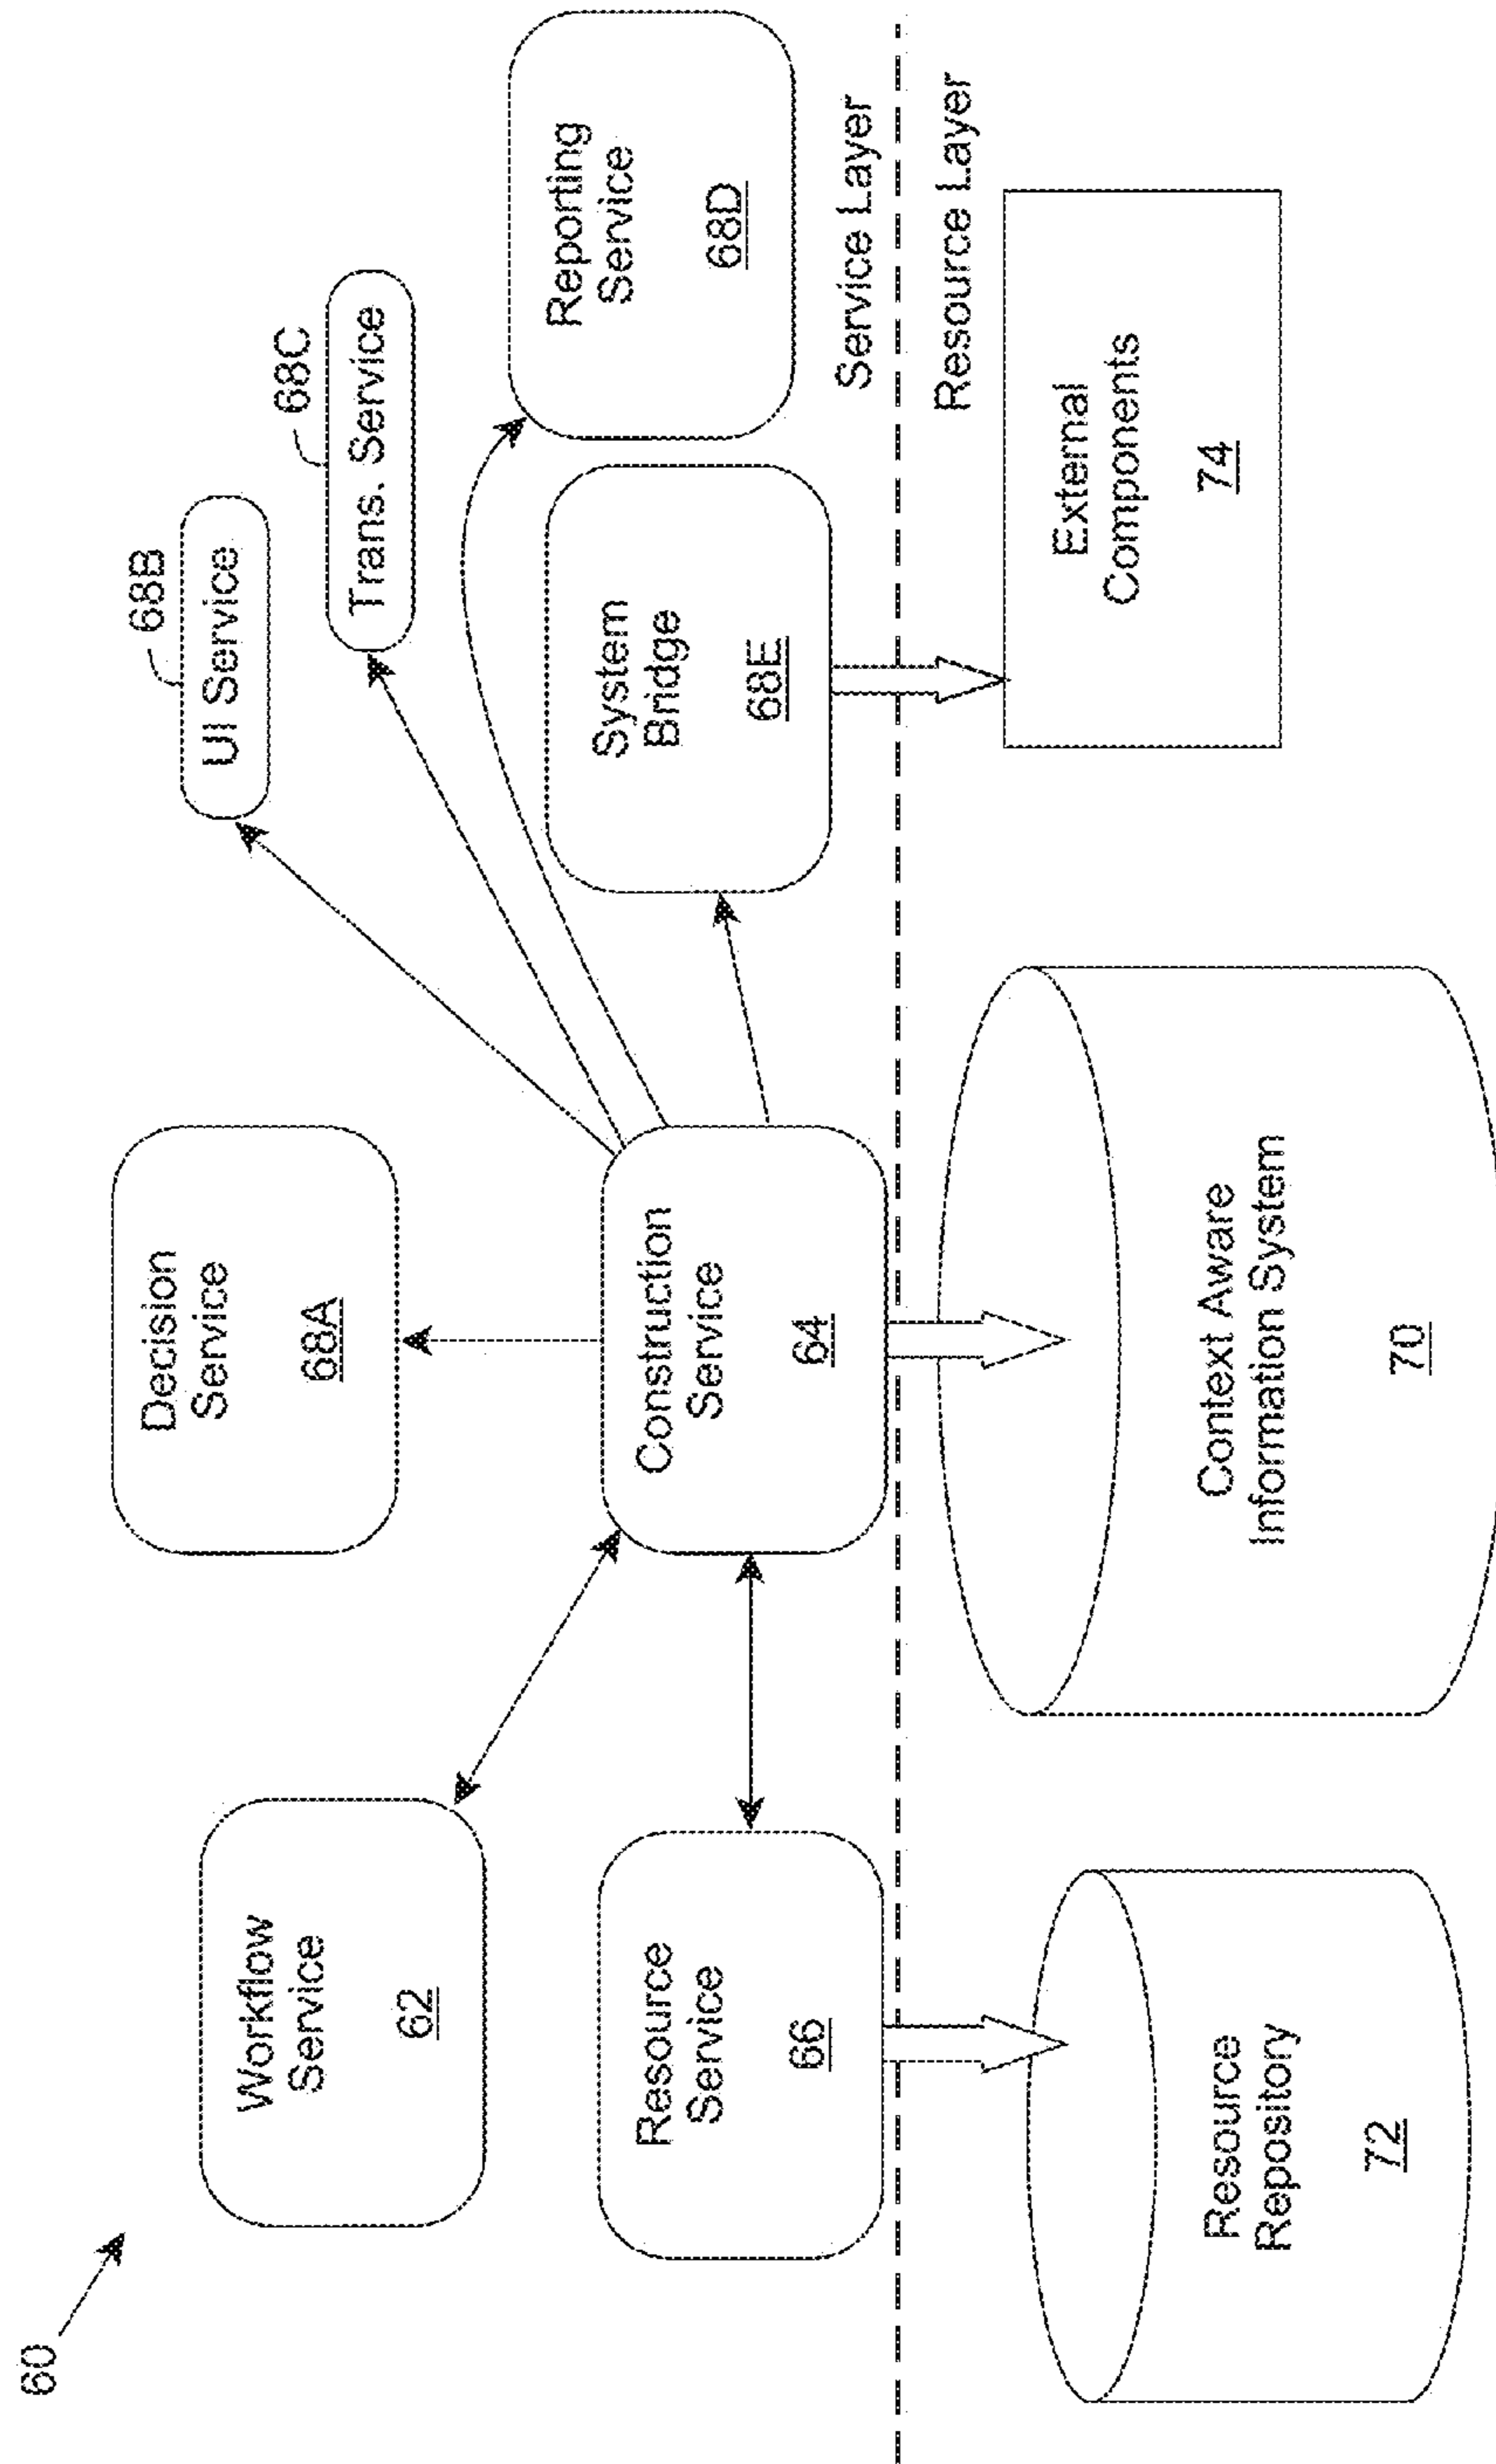 60
Workflow
Service
62
Decision
Service
68A
68B
UI Service
68C
Trans. Service
Resource
Service
66
Construction
Service
64
System
Bridge
68E
Reporting
Service
68D
Service Layer
Resource Layer
Resource
Repository
72
Context Aware
Information System
70
External
Components
74